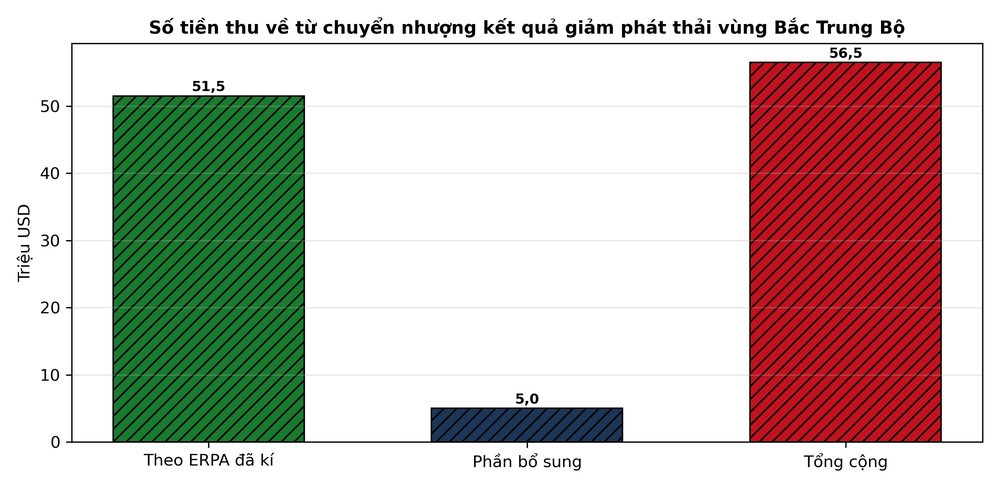 Số tiền thu về từ chuyển nhượng kết quả giảm phát thải vùng Bắc Trung Bộ
Triệu USD
50
40
30
20
10
0
51,5
5,0
56,5
Theo ERPA đã kí
Phần bổ sung
Tổng cộng